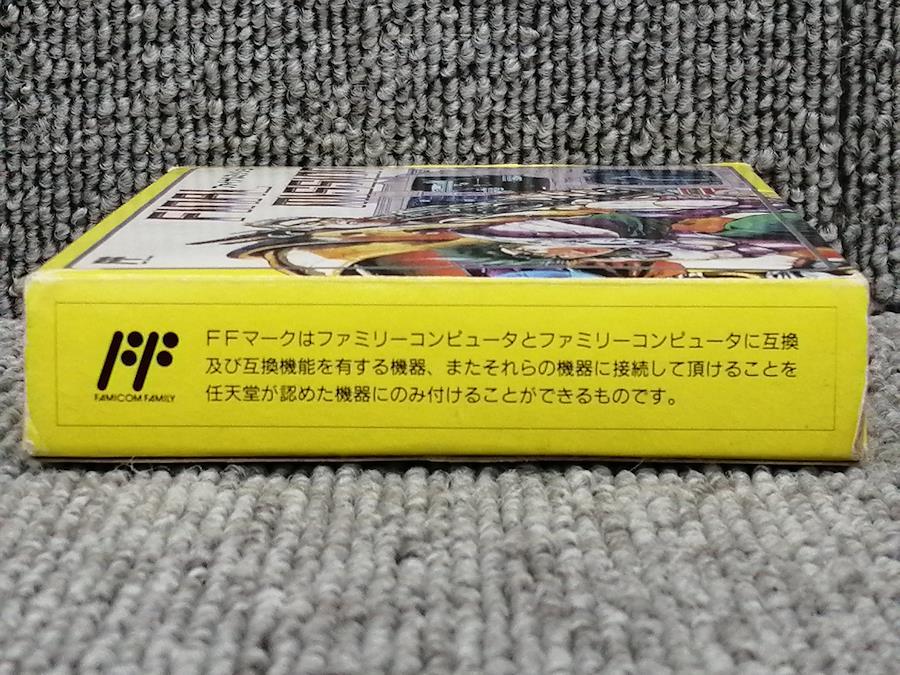 FF
FAMICOM FAMILY
FFマークはファミリーコンピュータとファミリーコンピュータに互換
及び互換機能を有する機器、またそれらの機器に接続して頂けることを
任天堂が認めた機器にのみ付けることができるものです。